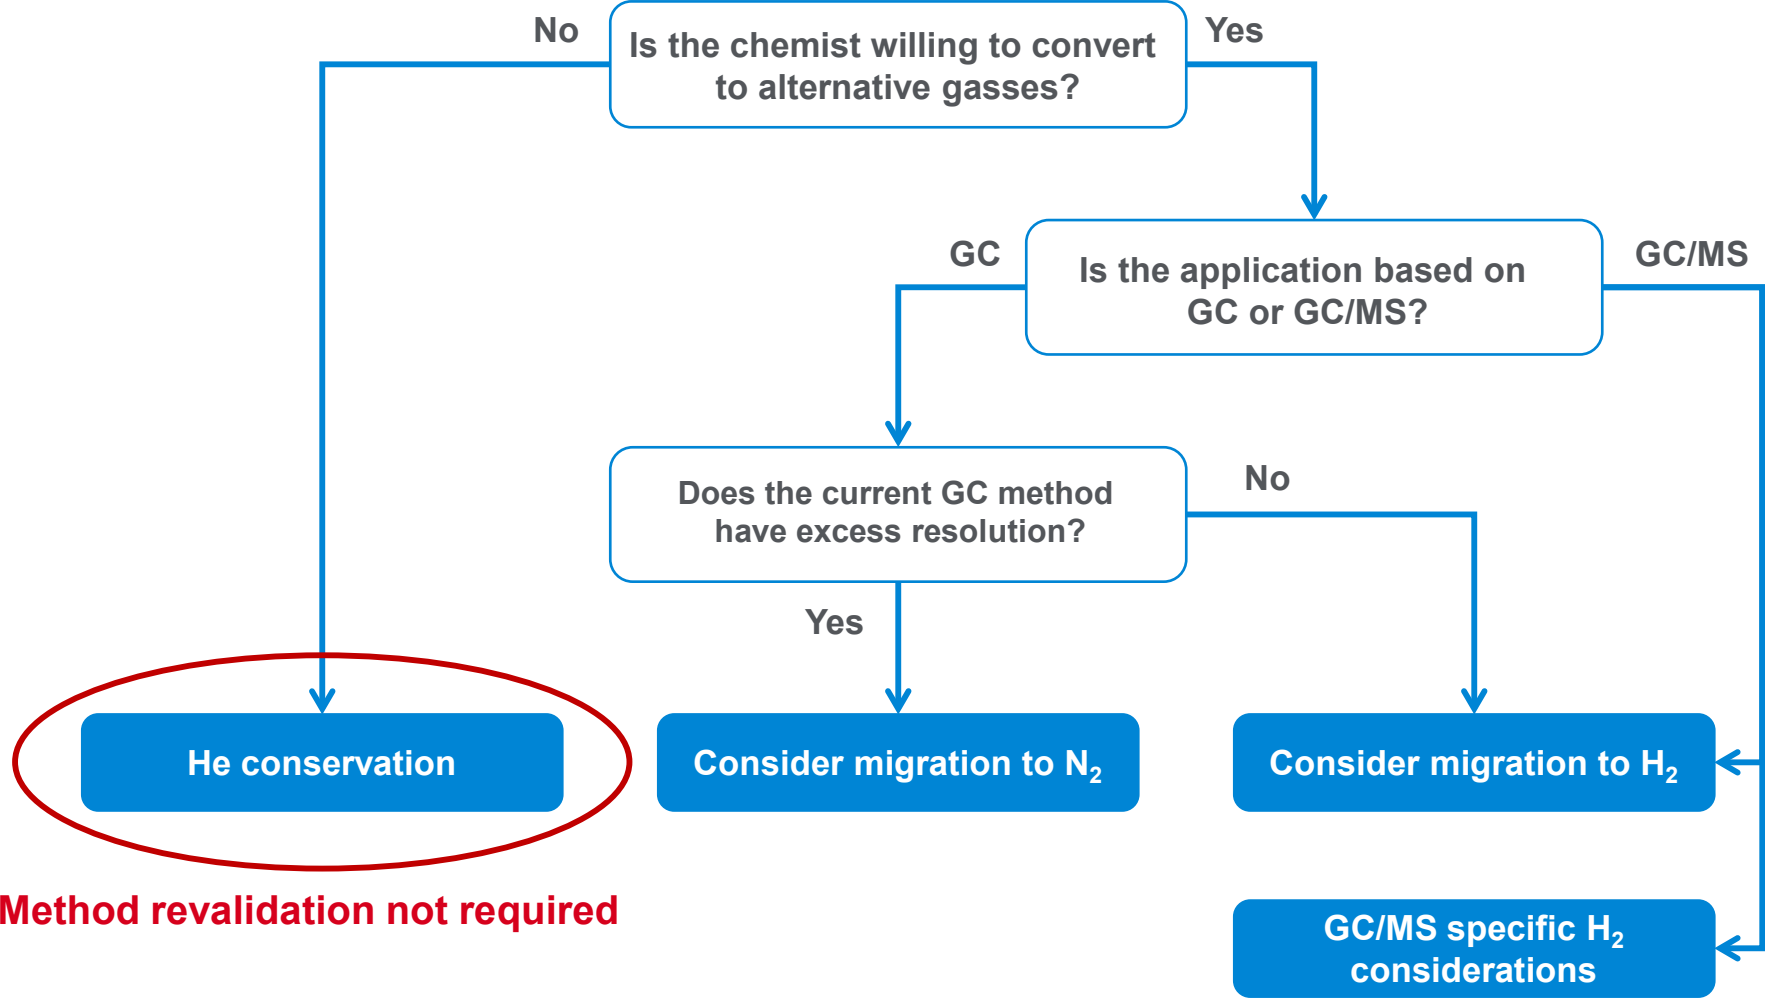 No
Is the chemist willing to convert
to alternative gasses?
Yes
GC
Is the application based on
GC or GC/MS?
GC/MS
Does the current GC method
have excess resolution?
No
Yes
He conservation
Consider migration to N₂
Consider migration to H₂
Method revalidation not required
GC/MS specific H₂
considerations